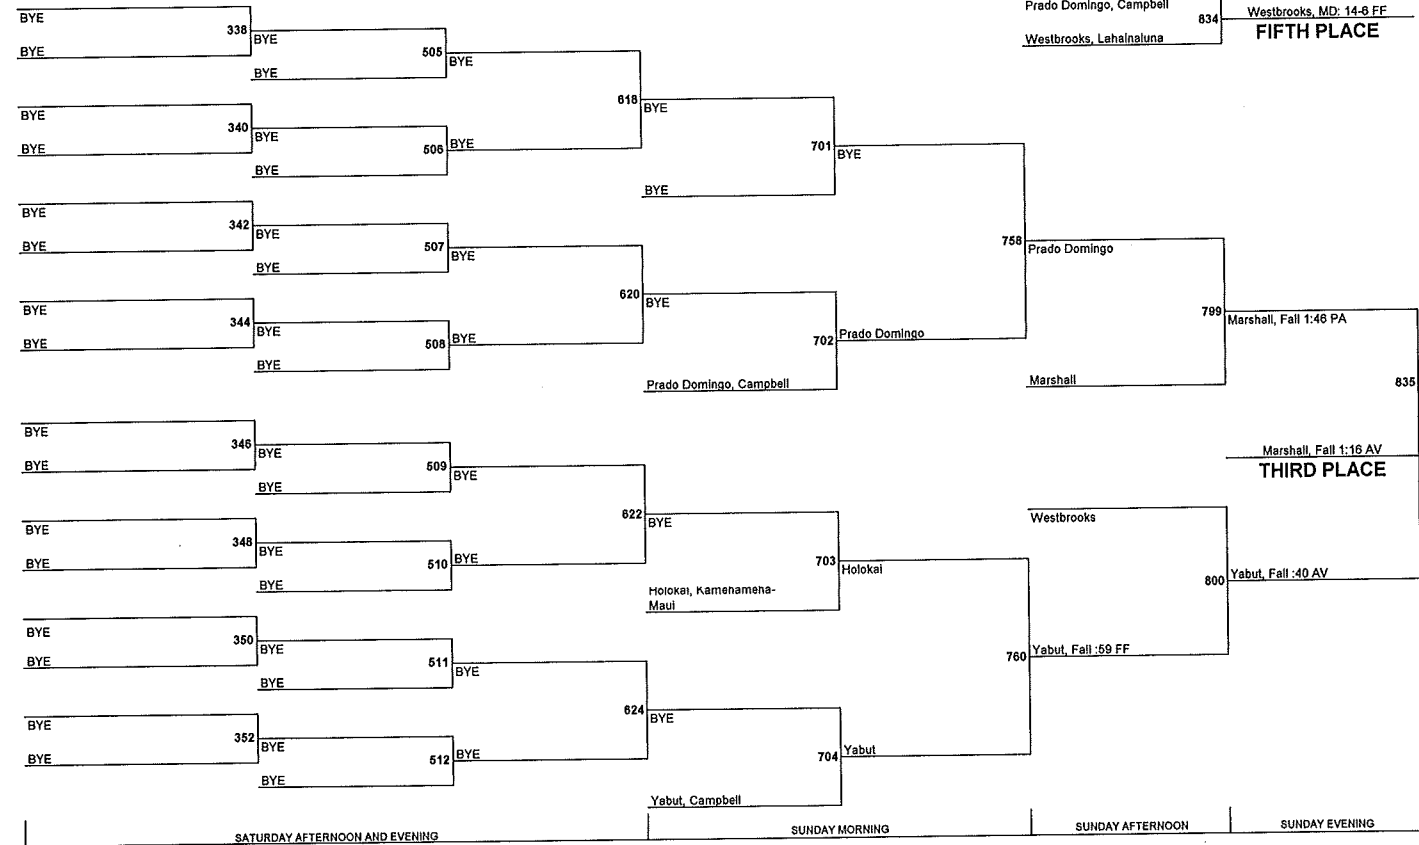 Prado Domingo, Campbell
834
Westbrooks, MD: 14-6 FF
FIFTH PLACE
Westbrooks, Lahainaluna
BYE
338
BYE
BYE
505
BYE
BYE
618
BYE
BYE
340
BYE
BYE
506
BYE
BYE
701
BYE
BYE
BYE
342
BYE
BYE
507
BYE
BYE
758
Prado Domingo
620
BYE
BYE
344
BYE
BYE
508
BYE
BYE
702
Prado Domingo
Prado Domingo, Campbell
799
Marshall, Fall 1:46 PA
Marshall
835
BYE
346
BYE
BYE
509
BYE
BYE
Marshall, Fall 1:16 AV
THIRD PLACE
622
BYE
BYE
348
BYE
BYE
510
BYE
BYE
703
Holokai
Holokai, Kamehameha-
Maui
Westbrooks
800
Yabut, Fall :40 AV
BYE
350
BYE
BYE
511
BYE
BYE
760
Yabut, Fall :59 FF
624
BYE
BYE
352
BYE
BYE
512
BYE
BYE
704
Yabut
Yabut, Campbell
SATURDAY AFTERNOON AND EVENING
SUNDAY MORNING
SUNDAY AFTERNOON
SUNDAY EVENING